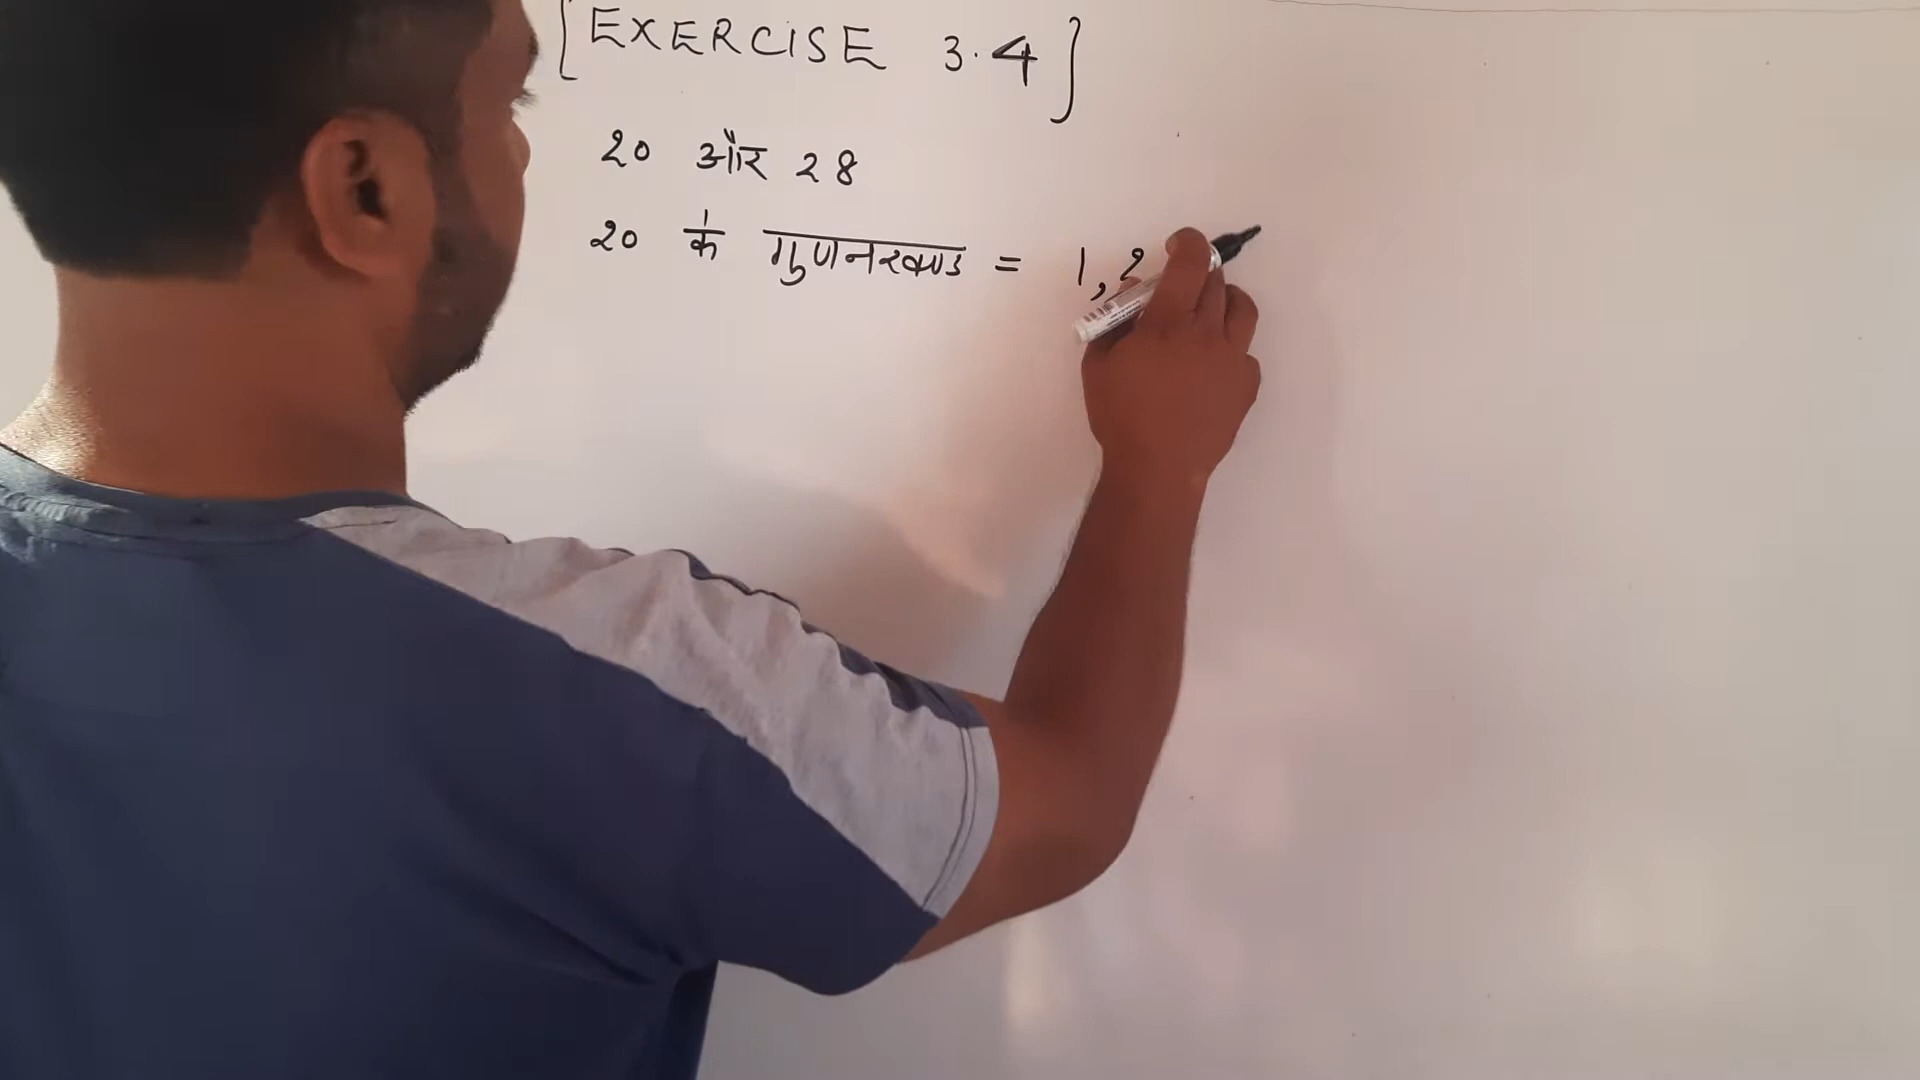 [EXERCISE 3.4]
20 और 28
20 के गुणनखण्ड = 1, 2